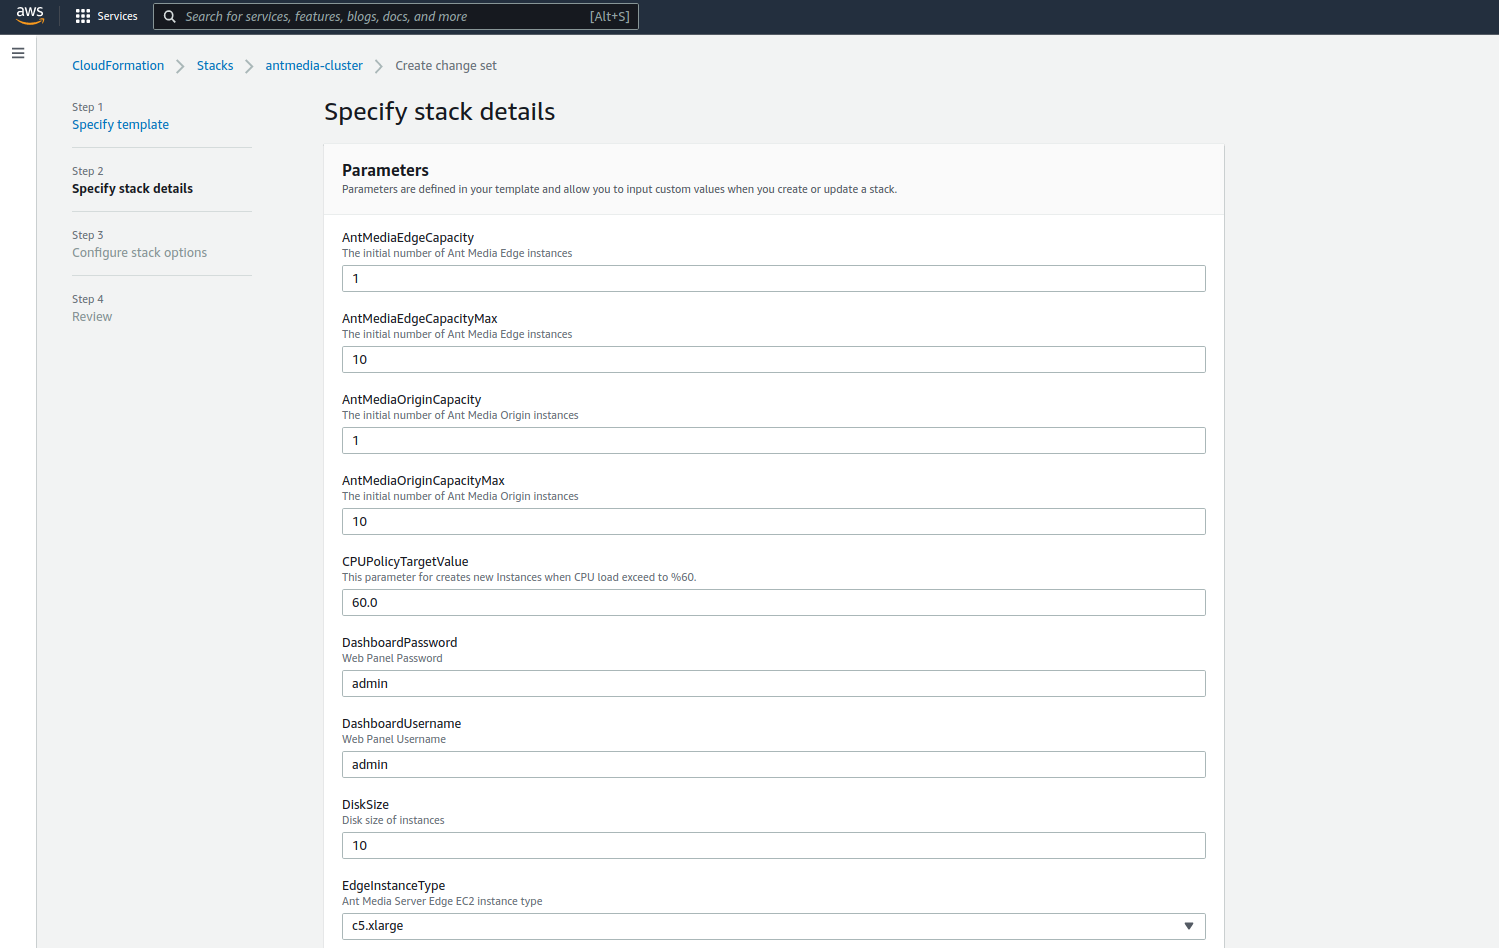 aws
Services
Search for services, features, blogs, docs, and more
[Alt+S]
CloudFormation
Stacks
antmedia-cluster
Create change set
Step 1
Specify template
Step 2
Specify stack details
Step 3
Configure stack options
Step 4
Review
Specify stack details
Parameters
Parameters are defined in your template and allow you to input custom values when you create or update a stack.
AntMediaEdgeCapacity
The initial number of Ant Media Edge instances
1
AntMediaEdgeCapacityMax
The initial number of Ant Media Edge instances
10
AntMediaOriginCapacity
The initial number of Ant Media Origin instances
1
AntMediaOriginCapacityMax
The initial number of Ant Media Origin instances
10
CPUPolicyTargetValue
This parameter for creates new Instances when CPU load exceed to %60.
60.0
DashboardPassword
Web Panel Password
admin
DashboardUsername
Web Panel Username
admin
DiskSize
Disk size of instances
10
EdgeInstanceType
Ant Media Server Edge EC2 instance type
c5.xlarge